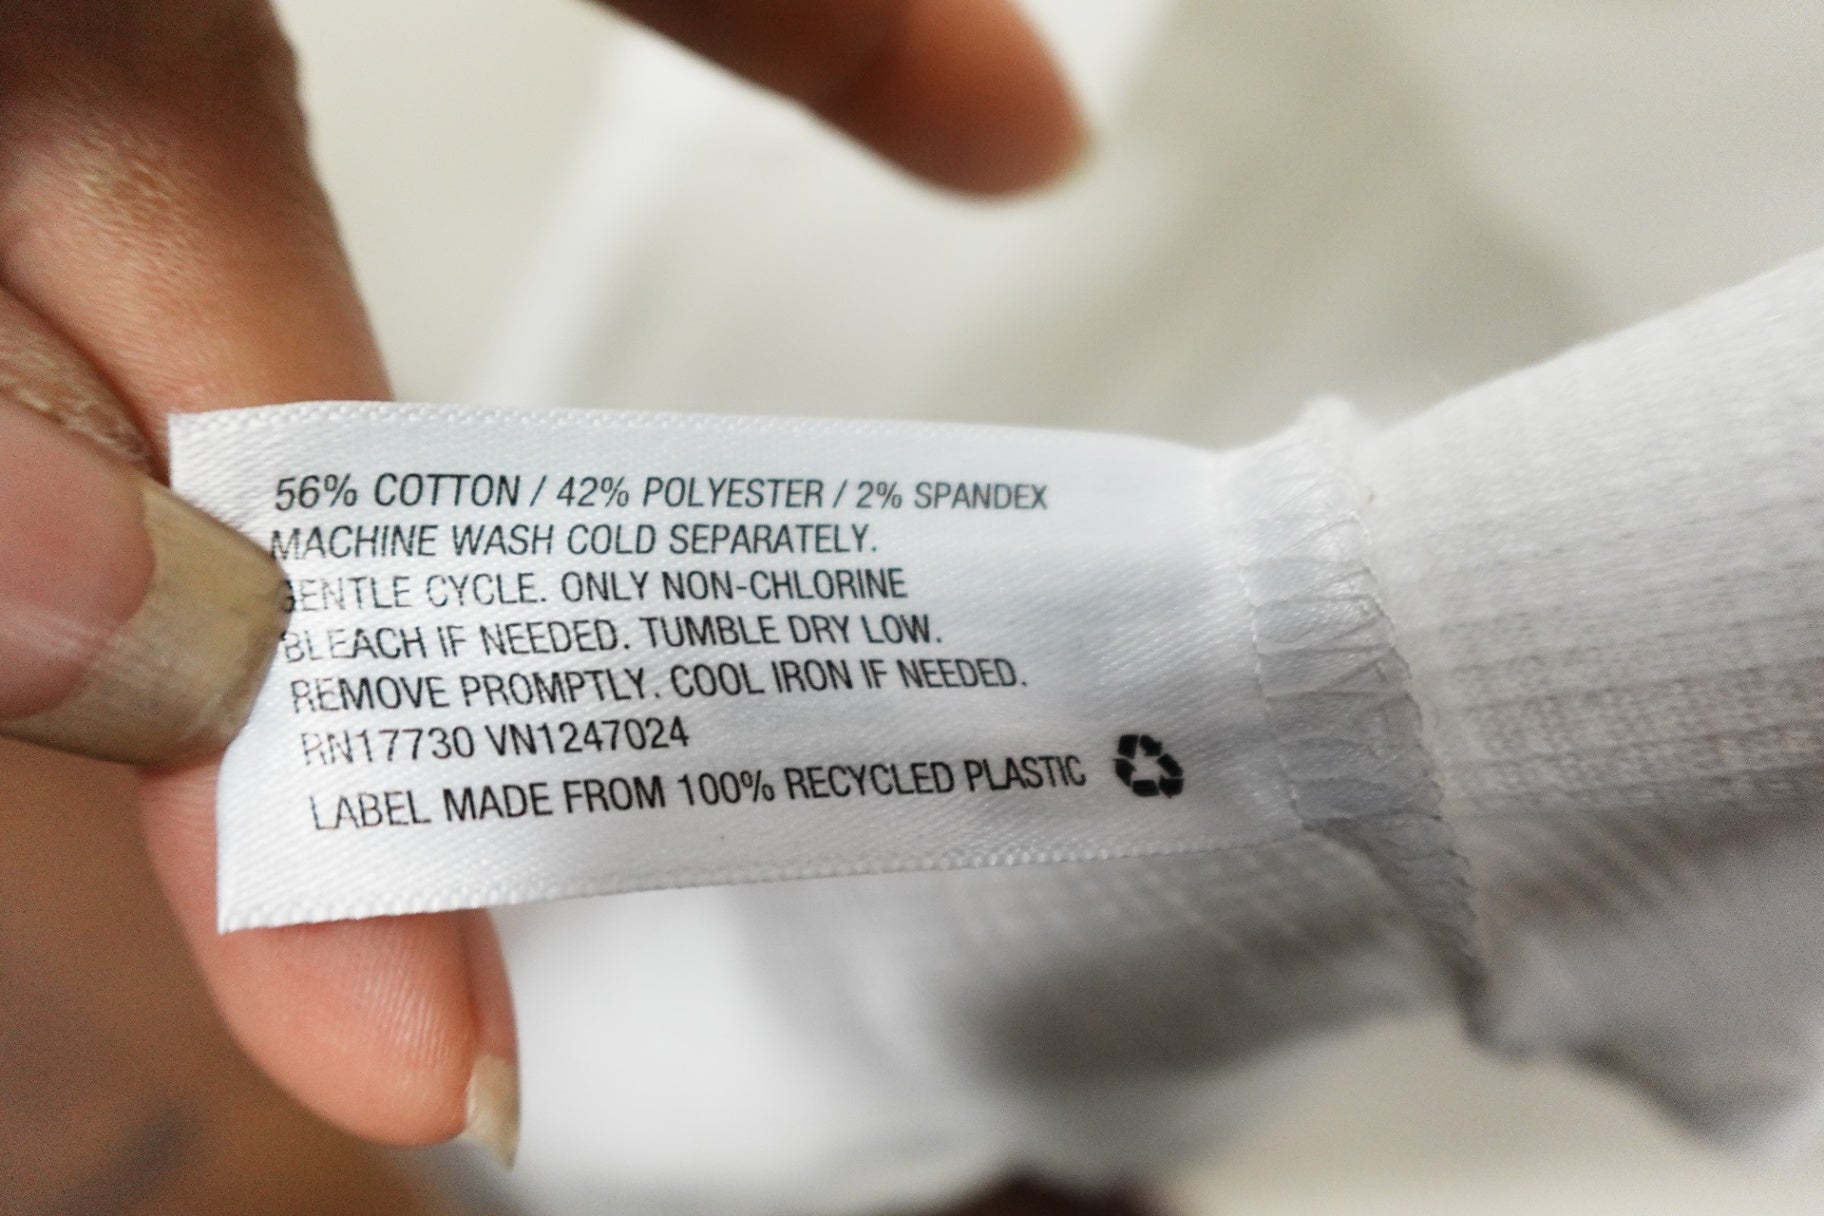 56% COTTON / 42% POLYESTER / 2% SPANDEX
MACHINE WASH COLD SEPARATELY.
GENTLE CYCLE. ONLY NON-CHLORINE
BLEACH IF NEEDED. TUMBLE DRY LOW.
REMOVE PROMPTLY. COOL IRON IF NEEDED.
RN17730 VN1247024
LABEL MADE FROM 100% RECYCLED PLASTIC